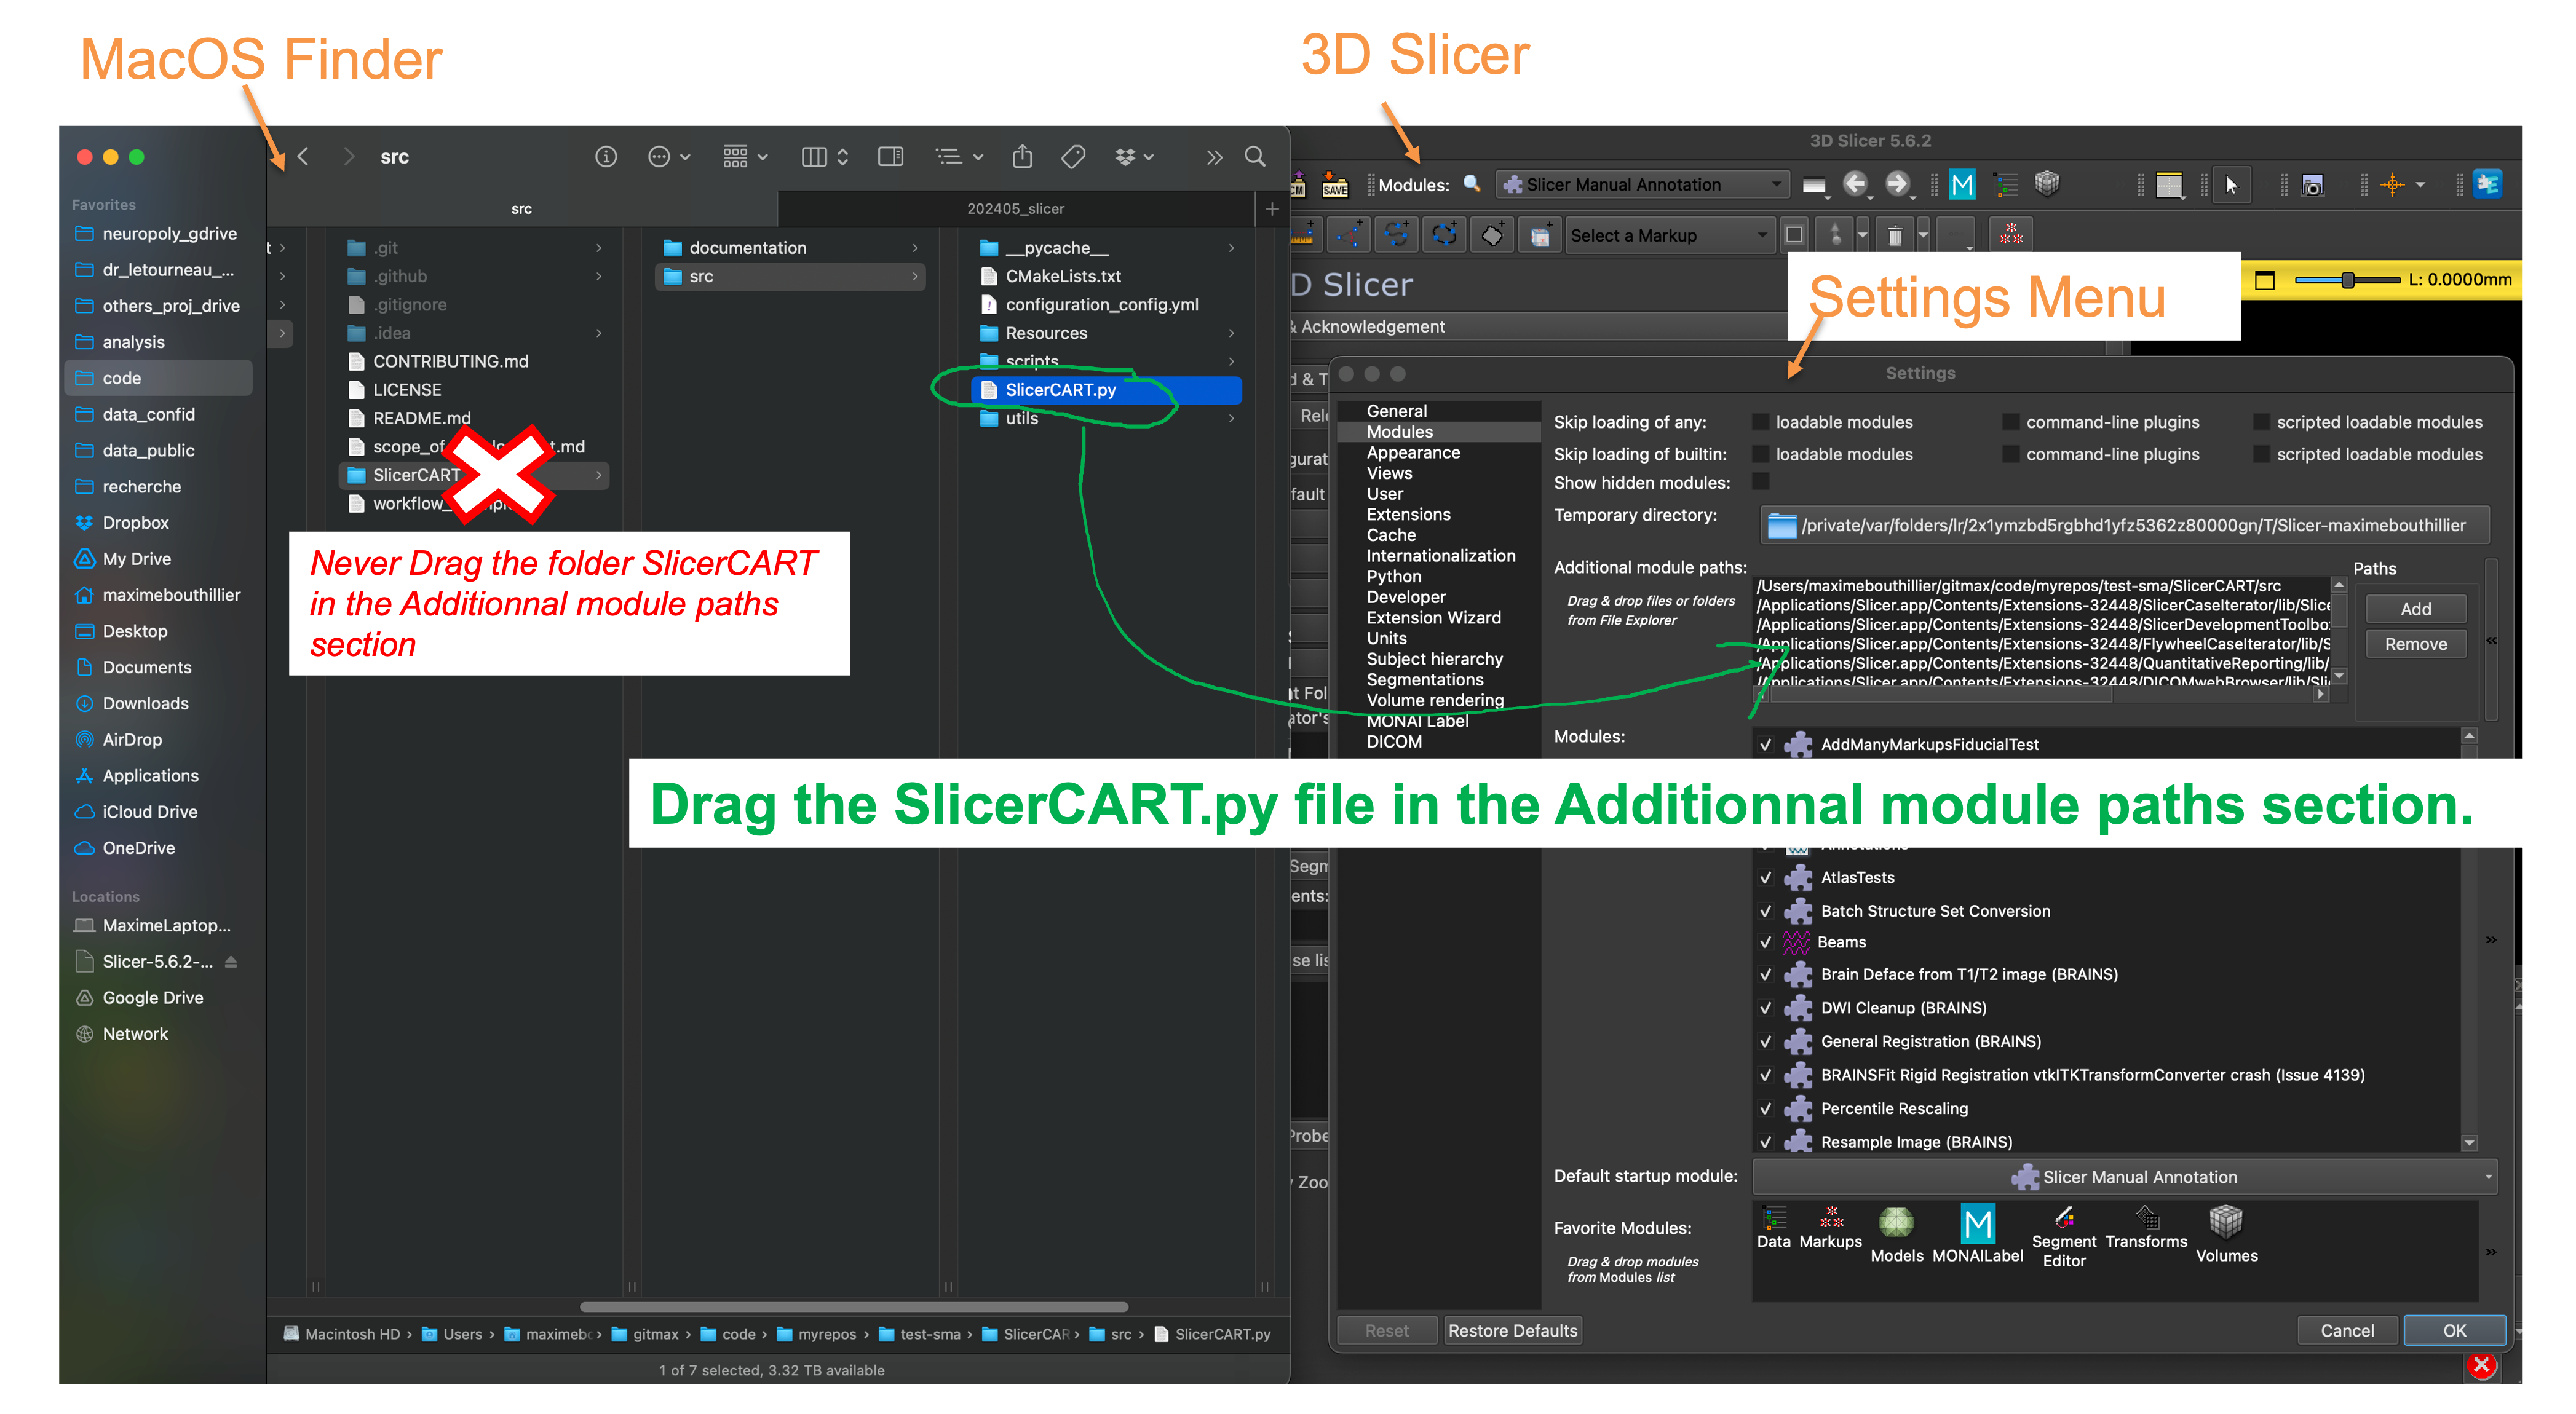 MacOS Finder
3D Slicer
src
src
202405_slicer
Favorites
neuropoly_gdrive
dr_letourneau_...
others_proj_drive
analysis
code
data_confid
data_public
recherche
Dropbox
My Drive
maximebouthillier
Desktop
Documents
Downloads
AirDrop
Applications
iCloud Drive
OneDrive
Locations
MaximeLaptop...
Slicer-5.6.2-...
Google Drive
Network
.git
.github
.gitignore
.idea
CONTRIBUTING.md
LICENSE
README.md
scope_of t.md
SlicerCART
workflow_
documentation
src
__pycache__
CMakeLists.txt
configuration_config.yml
Resources
scripts
SlicerCART.py
utils
Never Drag the folder SlicerCART
in the Additionnal module paths
section
Drag the SlicerCART.py file in the Additionnal module paths section.
Macintosh HD › Users › maximebo› gitmax › code › myrepos › test-sma › SlicerCAR› src › SlicerCART.py
1 of 7 selected, 3.32 TB available
3D Slicer 5.6.2
SAVE
Modules:
Slicer Manual Annotation
M
Select a Markup
D Slicer
Settings Menu
L: 0.0000mm
& Acknowledgement
Settings
General
Modules
Appearance
Views
User
Extensions
Cache
Internationalization
Python
Developer
Extension Wizard
Units
Subject hierarchy
Segmentations
Volume rendering
MONAI Label
DICOM
Skip loading of any: loadable modules command-line plugins scripted loadable modules
Skip loading of builtin: loadable modules command-line plugins scripted loadable modules
Show hidden modules:
Temporary directory: /private/var/folders/lr/2x1ymzbd5rgbhd1yfz5362z80000gn/T/Slicer-maximebouthillier
Additional module paths:
Drag & drop files or folders
from File Explorer
/Users/maximebouthillier/gitmax/code/myrepos/test-sma/SlicerCART/src
/Applications/Slicer.app/Contents/Extensions-32448/SlicerCaseIterator/lib/Slice
/Applications/Slicer.app/Contents/Extensions-32448/SlicerDevelopmentToolbo
/Applications/Slicer.app/Contents/Extensions-32448/FlywheelCaseIterator/lib/S
/Applications/Slicer.app/Contents/Extensions-32448/QuantitativeReporting/lib/
/Applications/Slicer.app/Contents/Extensions-32448/DICOMwebBrowser/lib/Sli
Paths
Add
Remove
Modules:
AddManyMarkupsFiducialTest
Annotations
AtlasTests
Batch Structure Set Conversion
Beams
Brain Deface from T1/T2 image (BRAINS)
DWI Cleanup (BRAINS)
General Registration (BRAINS)
BRAINSFit Rigid Registration vtkITKTransformConverter crash (Issue 4139)
Percentile Rescaling
Resample Image (BRAINS)
Default startup module: Slicer Manual Annotation
Favorite Modules:
Drag & drop modules
from Modules list
Data
Markups
Models
MONAILabel
Segment
Editor
Transforms
Volumes
Reset
Restore Defaults
Cancel
OK